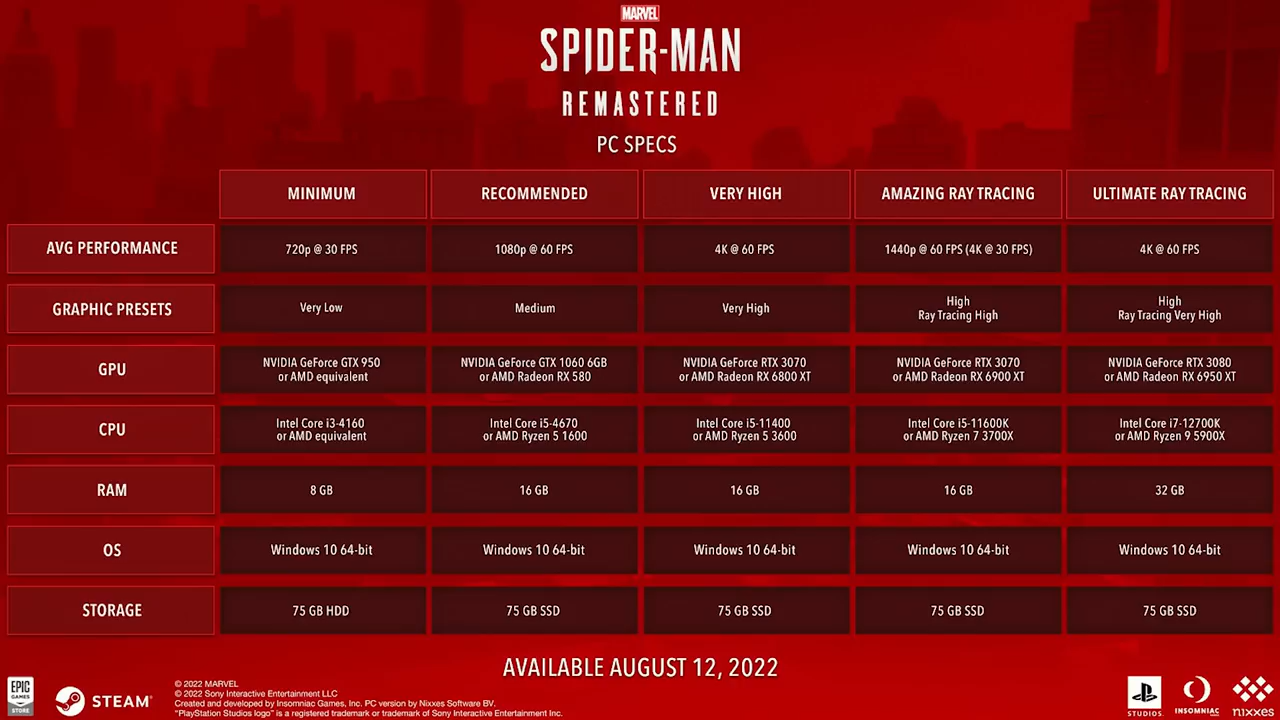 MARVEL
SPIDER-MAN
REMASTERED
PC SPECS
MINIMUM RECOMMENDED VERY HIGH AMAZING RAY TRACING ULTIMATE RAY TRACING
AVG PERFORMANCE 720p @ 30 FPS 1080p @ 60 FPS 4K @ 60 FPS 1440p @ 60 FPS (4K @ 30 FPS) 4K @ 60 FPS
GRAPHIC PRESETS Very Low Medium Very High High Ray Tracing High High Ray Tracing Very High
GPU
NVIDIA GeForce GTX 950 NVIDIA GeForce GTX 1060 6GB NVIDIA GeForce RTX 3070 NVIDIA GeForce RTX 3070 NVIDIA GeForce RTX 3080
or AMD equivalent or AMD Radeon RX 580 or AMD Radeon RX 6800 XT or AMD Radeon RX 6900 XT or AMD Radeon RX 6950 XT
CPU
Intel Core i3-4160 Intel Core i5-4670 Intel Core i5-11400 Intel Core i5-11600K Intel Core i7-12700K
or AMD equivalent or AMD Ryzen 5 1600 or AMD Ryzen 5 3600 or AMD Ryzen 7 3700X or AMD Ryzen 9 5900X
RAM 8 GB 16 GB 16 GB 16 GB 32 GB
OS Windows 10 64-bit Windows 10 64-bit Windows 10 64-bit Windows 10 64-bit Windows 10 64-bit
STORAGE 75 GB HDD 75 GB SSD 75 GB SSD 75 GB SSD 75 GB SSD
AVAILABLE AUGUST 12, 2022
EPIC
GAMES
STORE
STEAM®
© 2022 MARVEL
© 2022 Sony Interactive Entertainment LLC
Created and developed by Insomniac Games, Inc. PC version by Nixxes Software BV.
"PlayStation Studios logo" is a registered trademark or trademark of Sony Interactive Entertainment Inc.
STUDIOS
INSOMNIAC
GAMES
nixxes